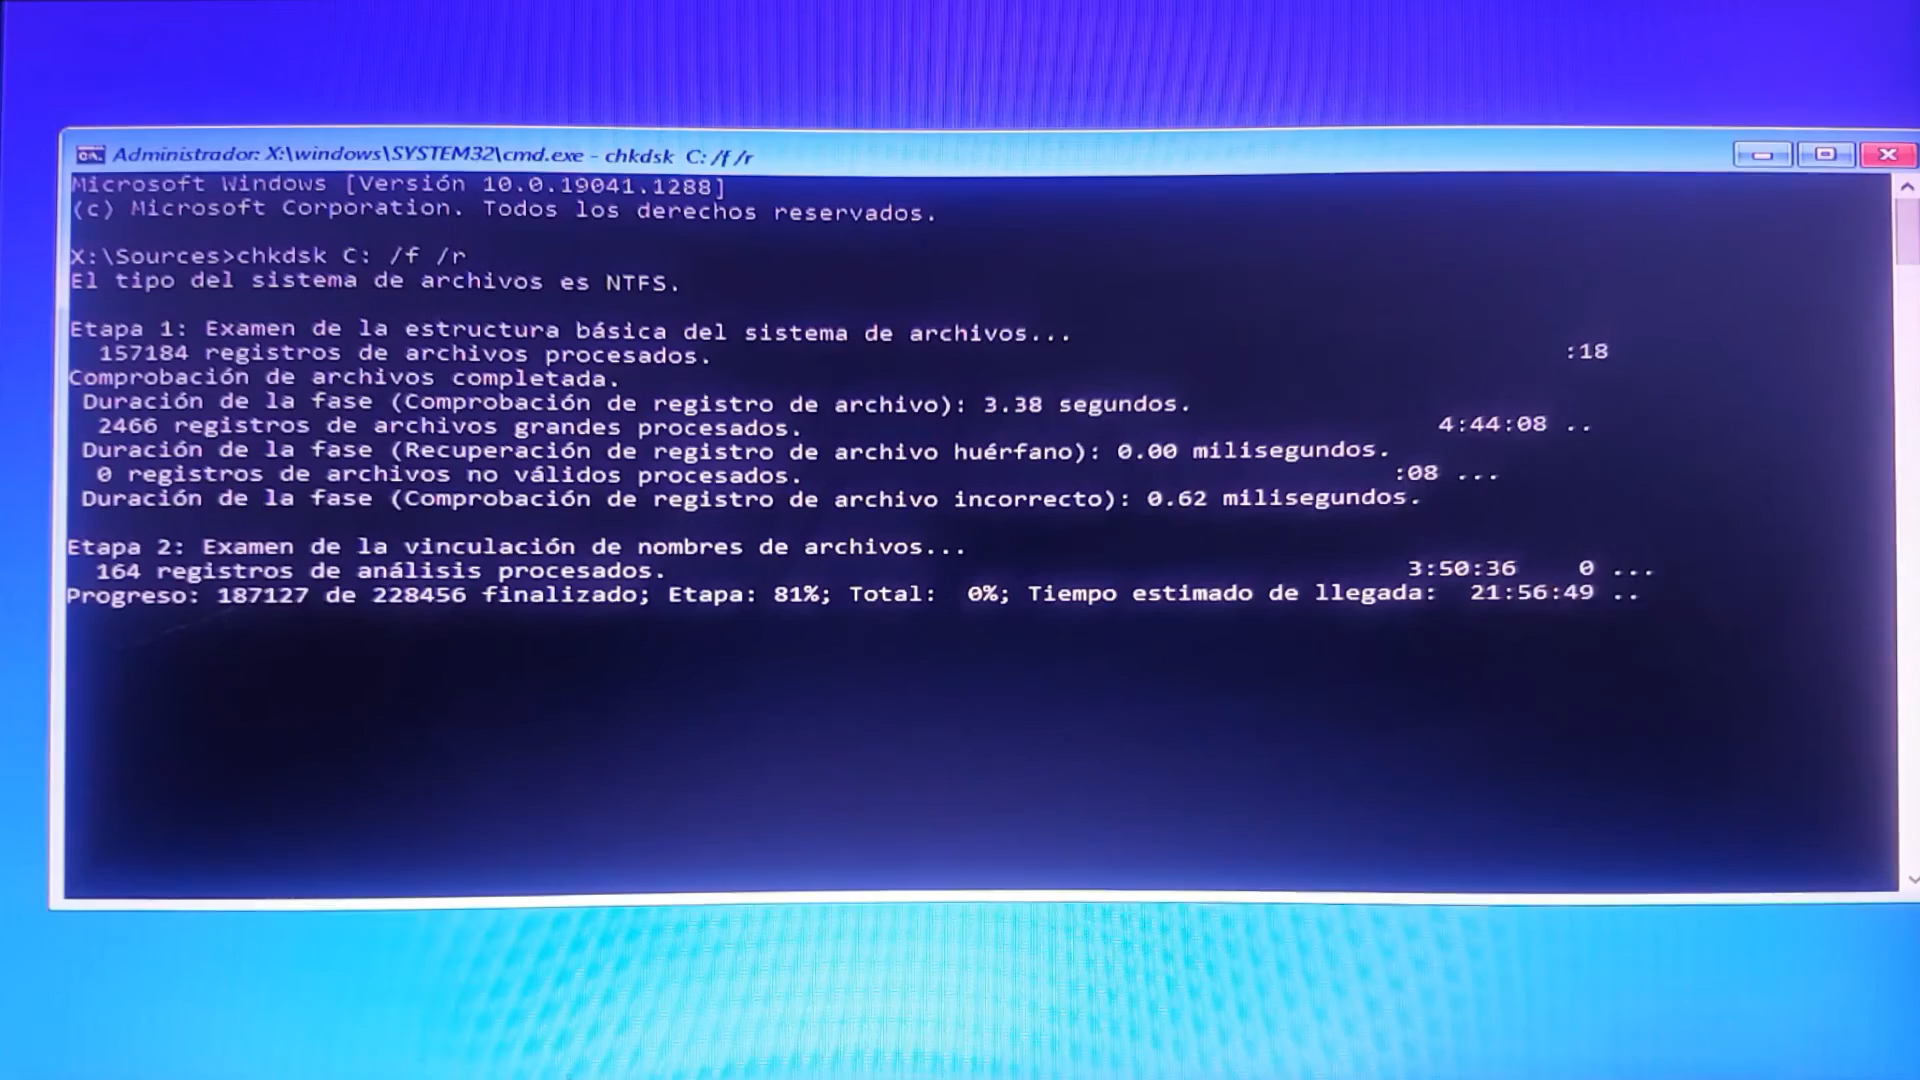 Administrador: X:\windows\SYSTEM32\cmd.exe - chkdsk C: /f /r
Microsoft Windows [Versión 10.0.19041.1288]
(c) Microsoft Corporation. Todos los derechos reservados.
X:\Sources>chkdsk C: /f /r
El tipo del sistema de archivos es NTFS.
Etapa 1: Examen de la estructura básica del sistema de archivos...
157184 registros de archivos procesados. :18
Comprobación de archivos completada.
Duración de la fase (Comprobación de registro de archivo): 3.38 segundos.
2466 registros de archivos grandes procesados. 4:44:08 ..
Duración de la fase (Recuperación de registro de archivo huérfano): 0.00 milisegundos.
0 registros de archivos no válidos procesados. :08 ...
Duración de la fase (Comprobación de registro de archivo incorrecto): 0.62 milisegundos.
Etapa 2: Examen de la vinculación de nombres de archivos...
164 registros de análisis procesados. 3:50:36 0 ...
Progreso: 187127 de 228456 finalizado; Etapa: 81%; Total: 0%; Tiempo estimado de llegada: 21:56:49 ..